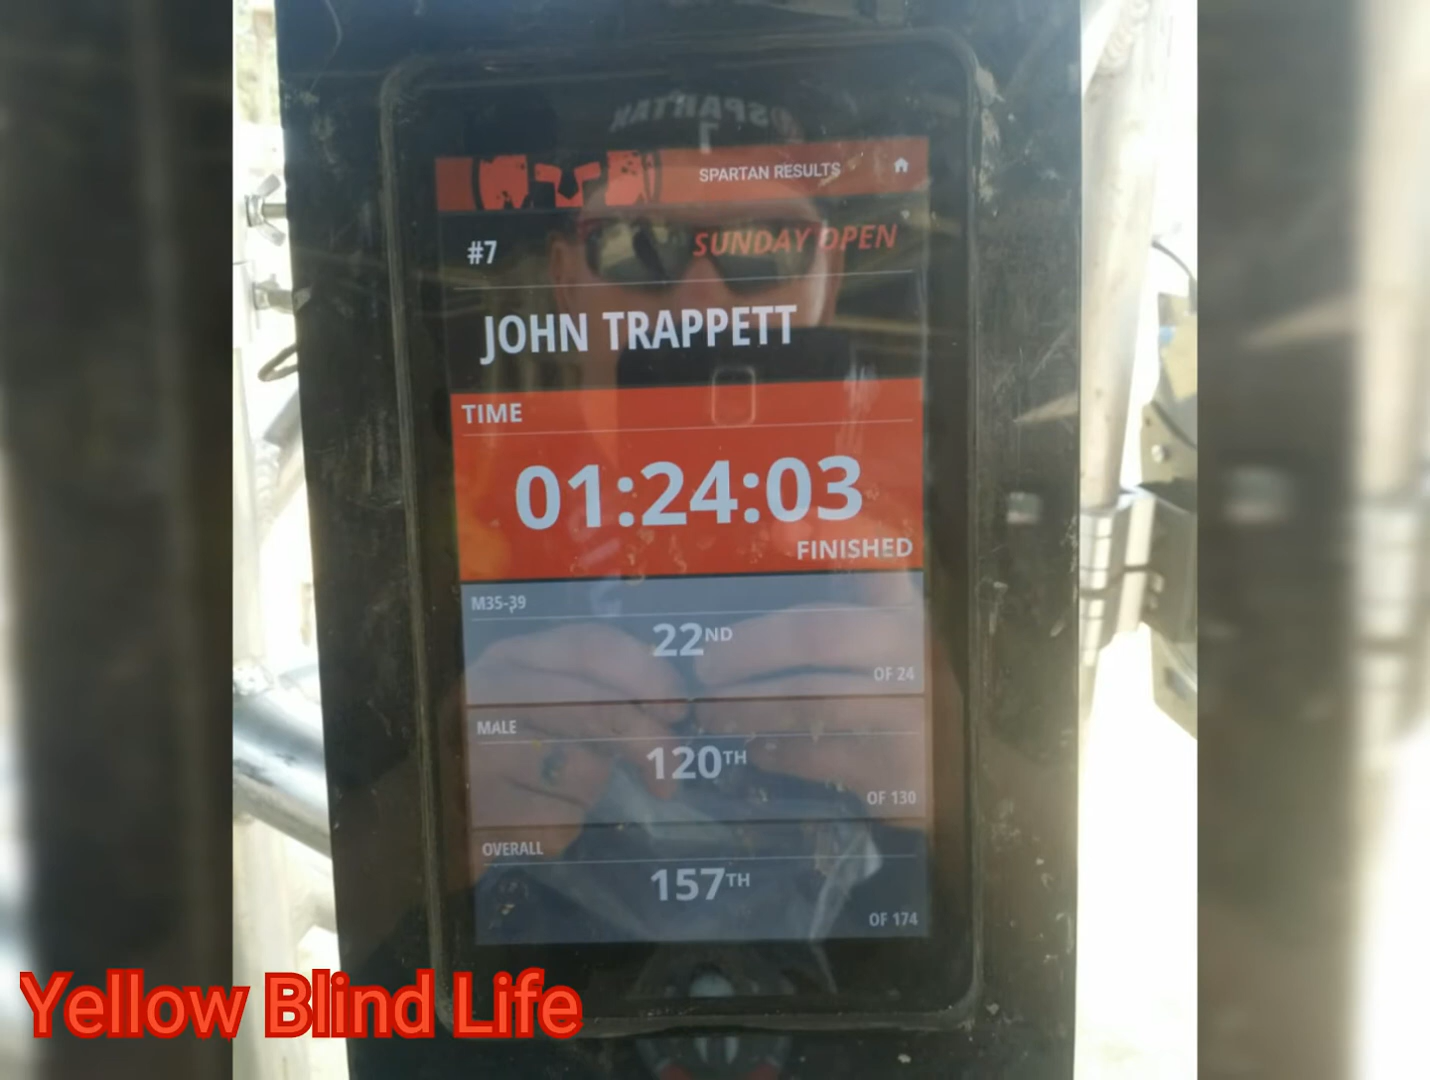 SPARTAN
SPARTAN RESULTS
#7
SUNDAY OPEN
JOHN TRAPPETT
TIME
01:24:03
FINISHED
M35-39
22ND
OF 24
MALE
120TH
OF 130
OVERALL
157TH
OF 174
Yellow Blind Life